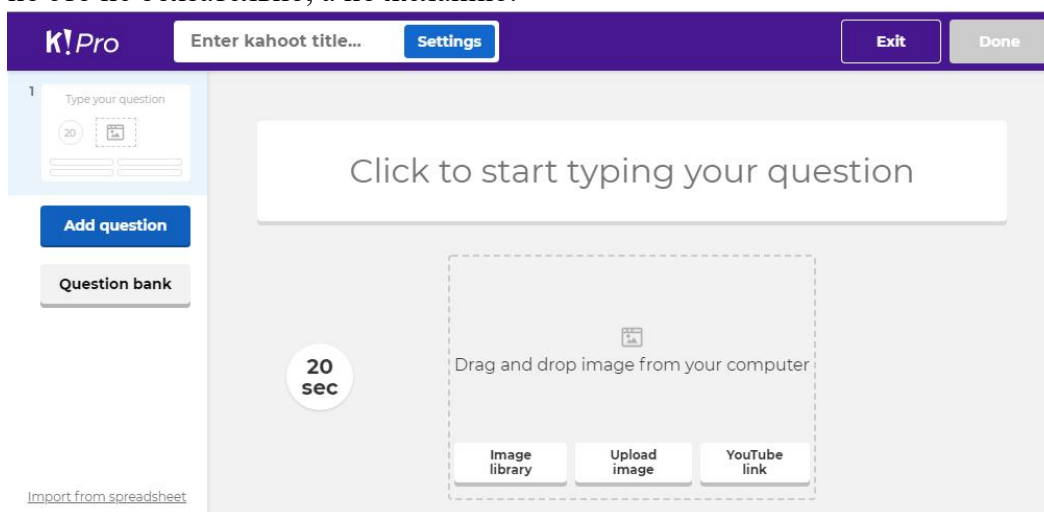 K! Pro
Enter kahoot title...
Settings
Exit
Done
1
Type your question
20
Add question
Question bank
Import from spreadsheet
Click to start typing your question
20
sec
Drag and drop image from your computer
Image
library
Upload
image
YouTube
link